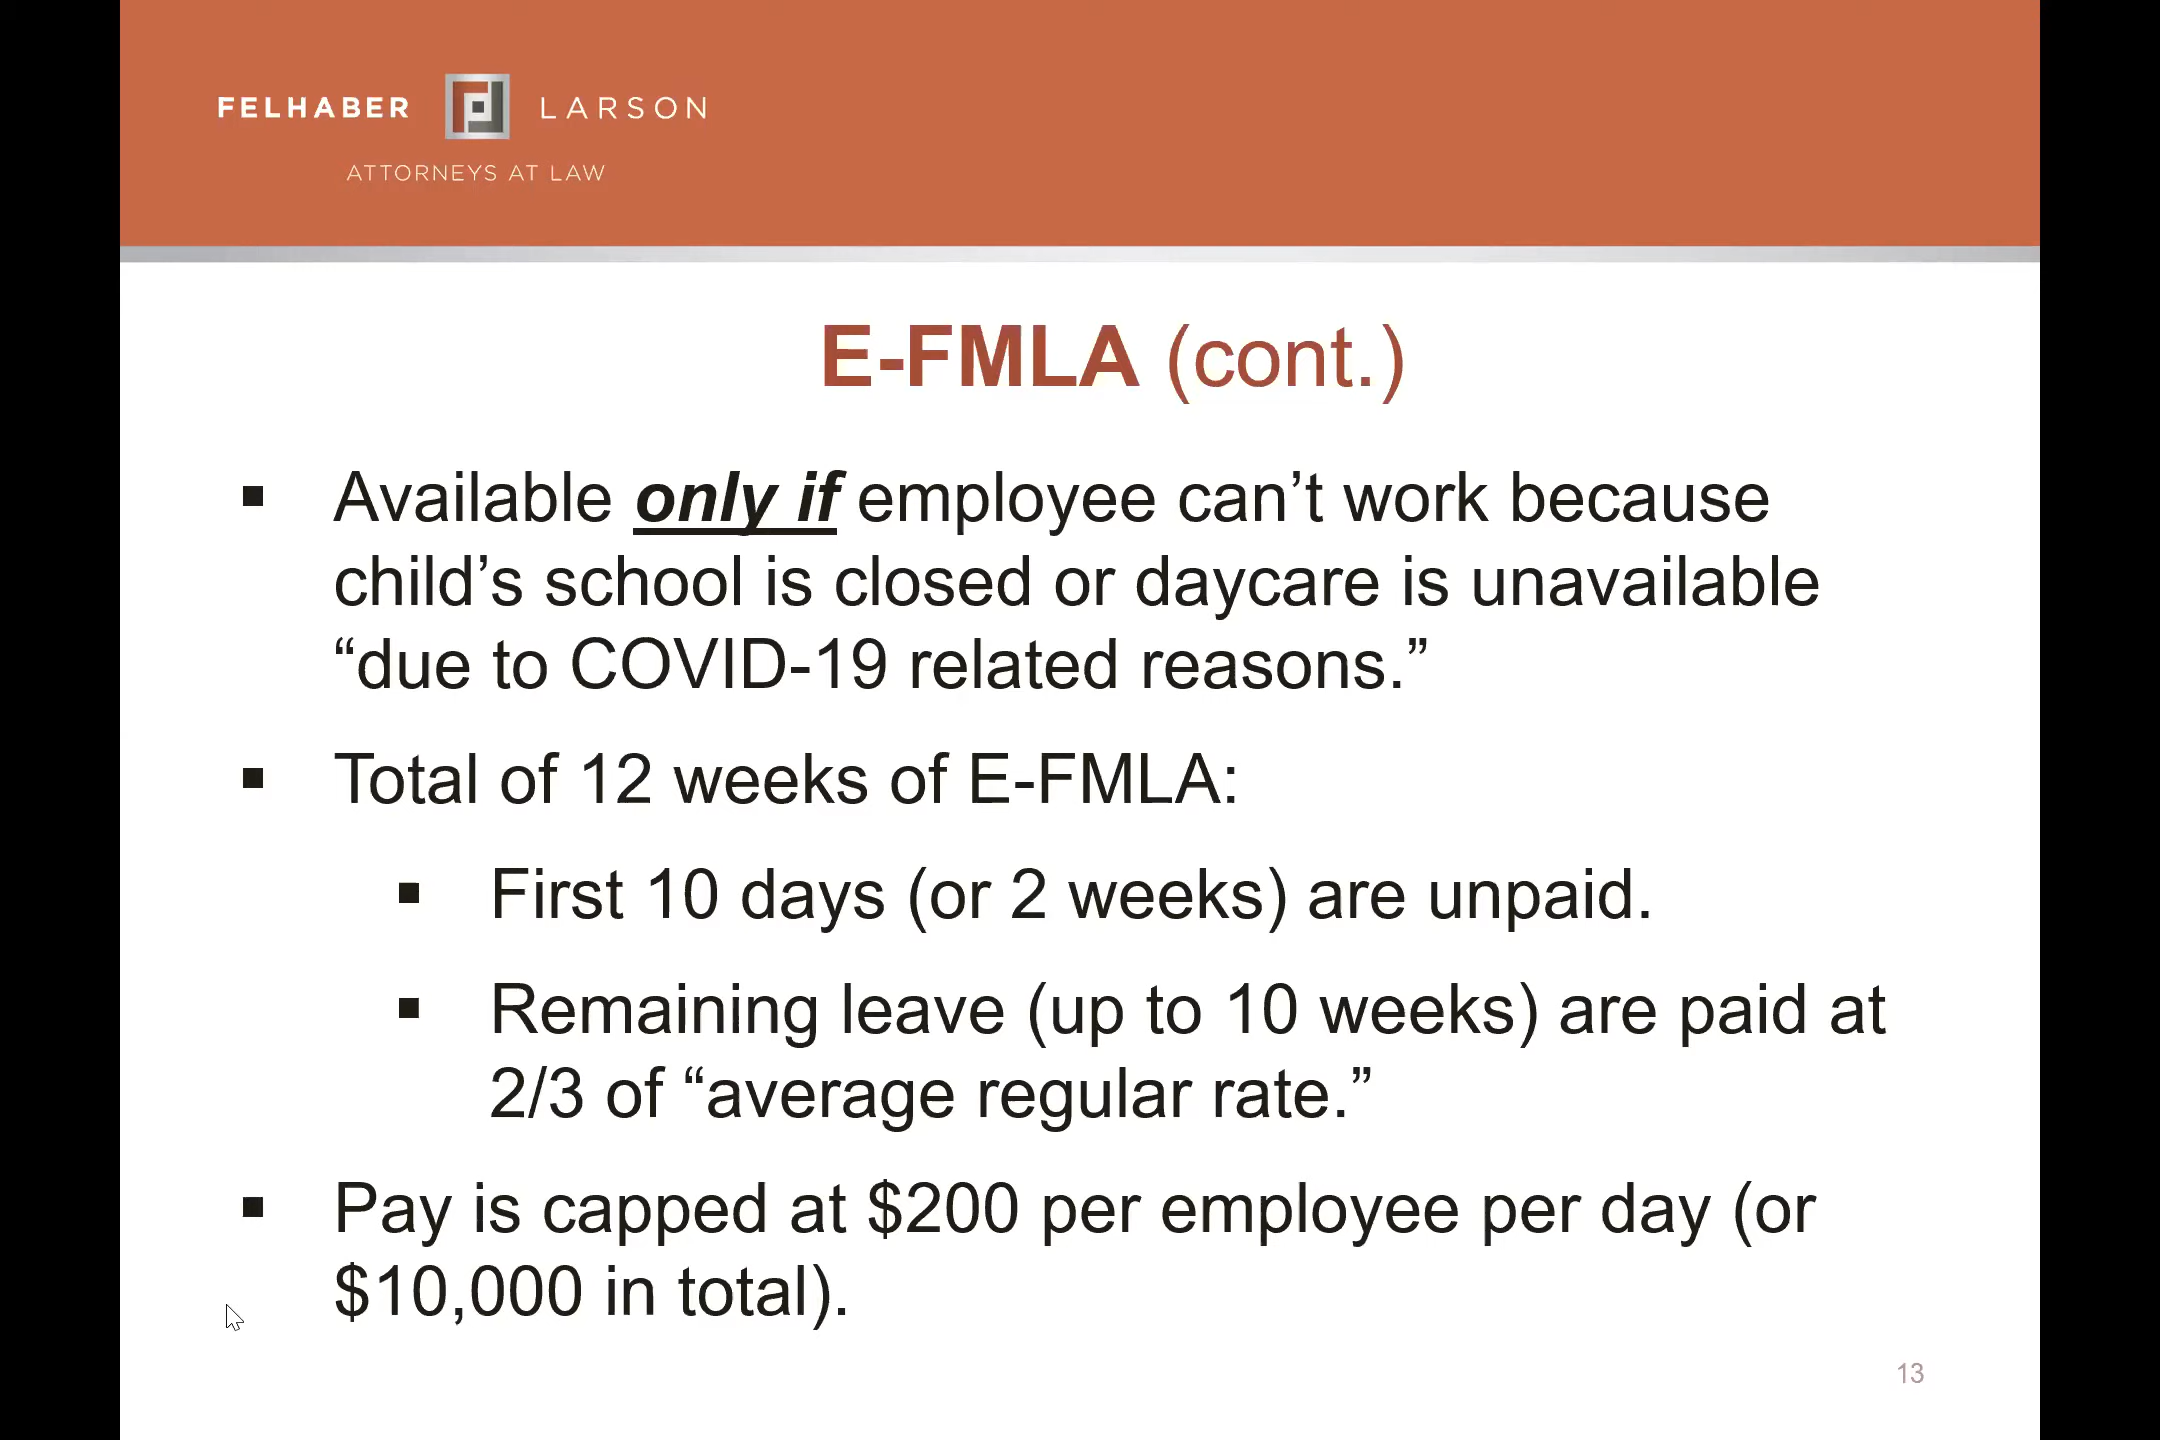 FELHABER LARSON
ATTORNEYS AT LAW
E-FMLA (cont.)
▪ Available only if employee can’t work because
child’s school is closed or daycare is unavailable
“due to COVID-19 related reasons.”
▪ Total of 12 weeks of E-FMLA:
▪ First 10 days (or 2 weeks) are unpaid.
▪ Remaining leave (up to 10 weeks) are paid at
2/3 of “average regular rate.”
▪ Pay is capped at $200 per employee per day (or
$10,000 in total).
13